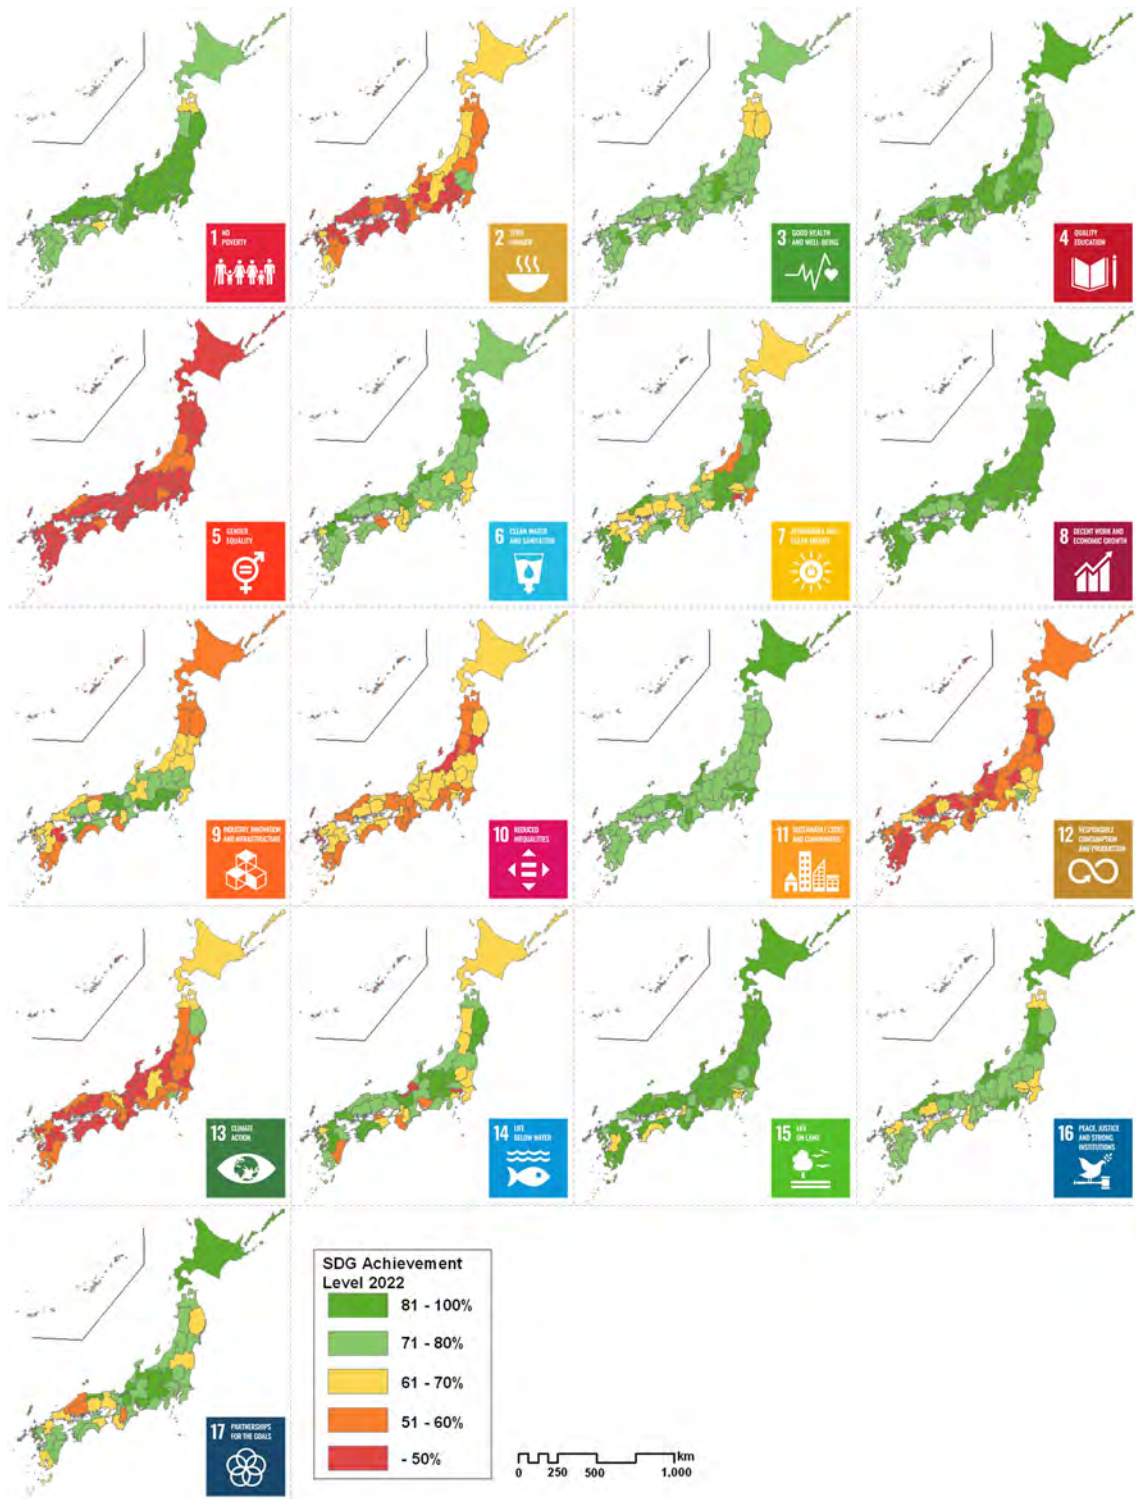 1 NO
POVERTY
2 ZERO
HUNGER
3 GOOD HEALTH
AND WELL-BEING
4 QUALITY
EDUCATION
5 GENDER
EQUALITY
6 CLEAN WATER
AND SANITATION
7 AFFORDABLE AND
CLEAN ENERGY
8 DECENT WORK AND
ECONOMIC GROWTH
9 INDUSTRY, INNOVATION
AND INFRASTRUCTURE
10 REDUCED
INEQUALITIES
11 SUSTAINABLE CITIES
AND COMMUNITIES
12 RESPONSIBLE
CONSUMPTION
AND PRODUCTION
13 CLIMATE
ACTION
14 LIFE
BELOW WATER
15 LIFE
ON LAND
16 PEACE, JUSTICE
AND STRONG
INSTITUTIONS
17 PARTNERSHIPS
FOR THE GOALS
SDG Achievement
Level 2022
81 - 100%
71 - 80%
61 - 70%
51 - 60%
- 50%
km
0 250 500 1,000